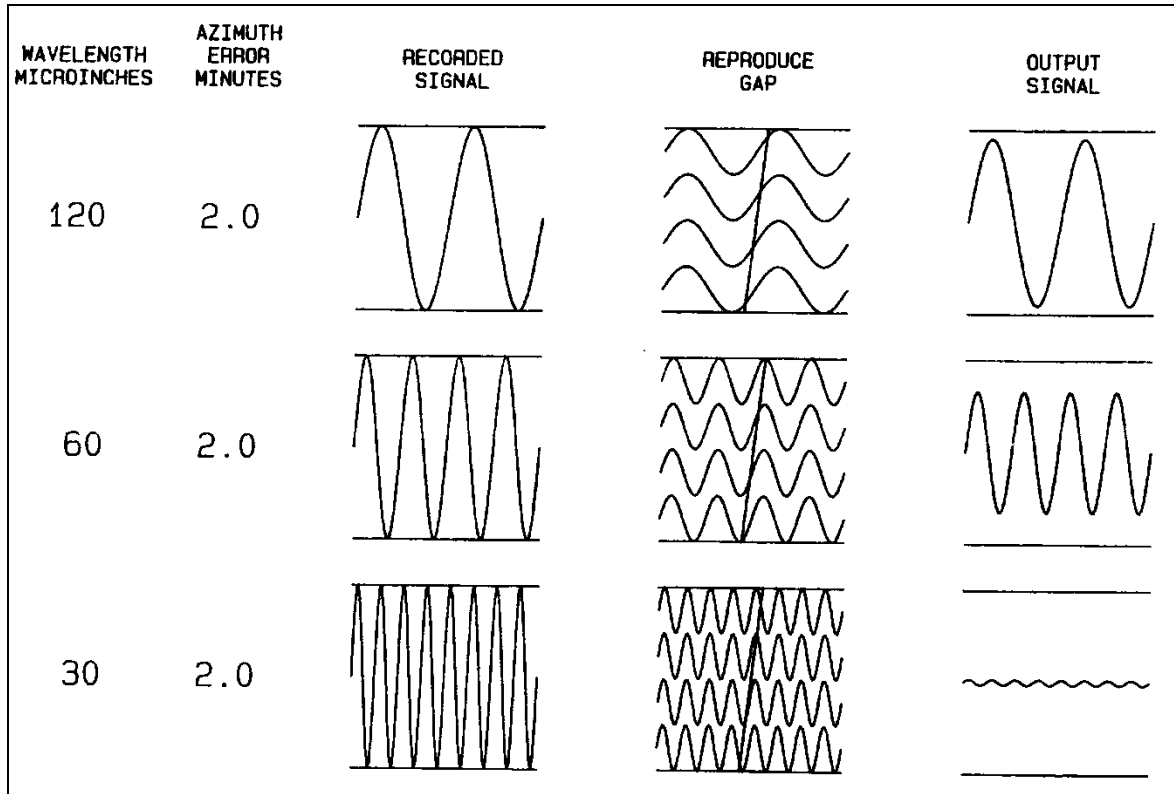 WAVELENGTH
MICROINCHES
AZIMUTH
ERROR
MINUTES
RECORDED
SIGNAL
REPRODUCE
GAP
OUTPUT
SIGNAL
120
2.0
60
2.0
30
2.0